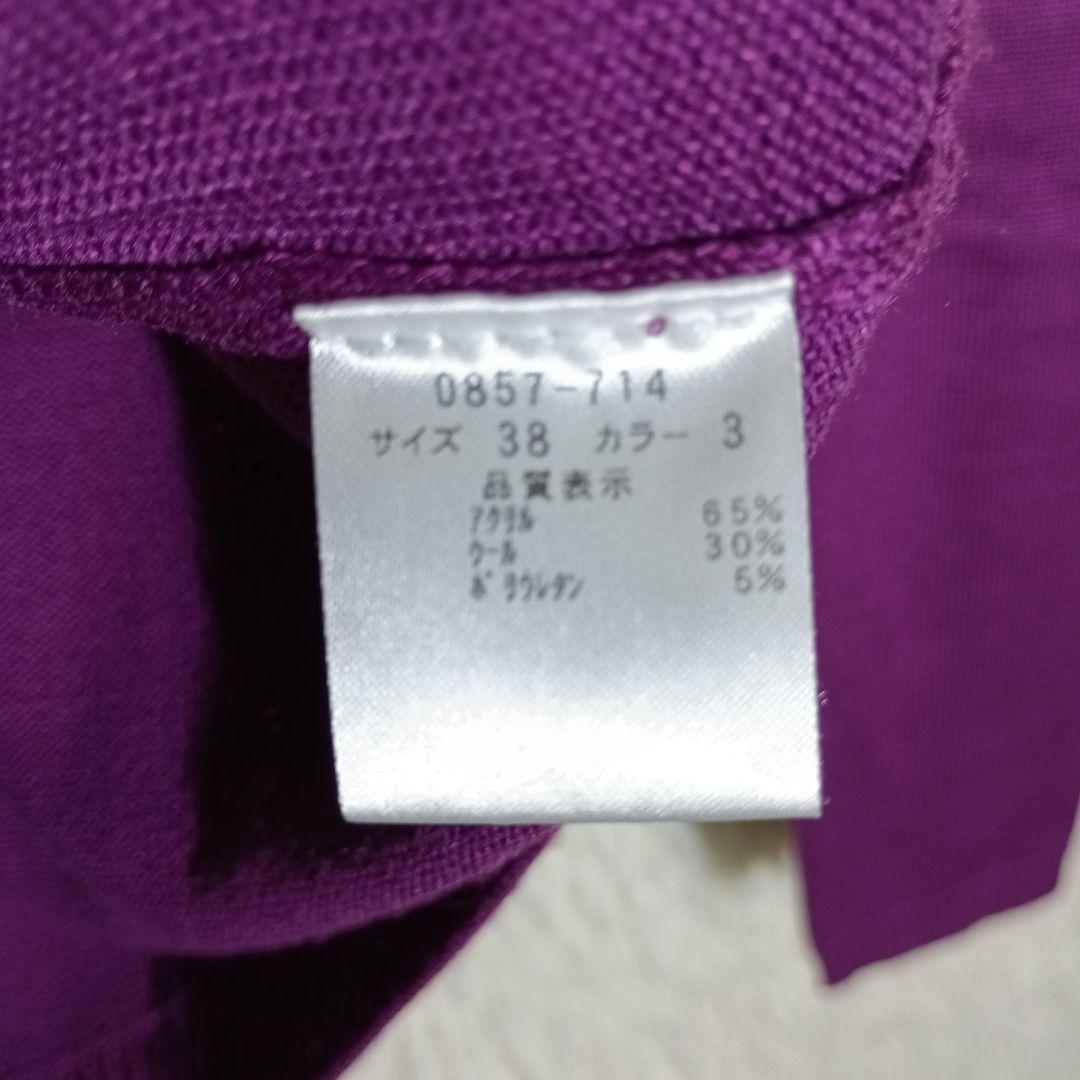 0857-714
サイズ 38 カラー 3
品質表示
アクリル 65%
ウール 30%
ポリウレタン 5%